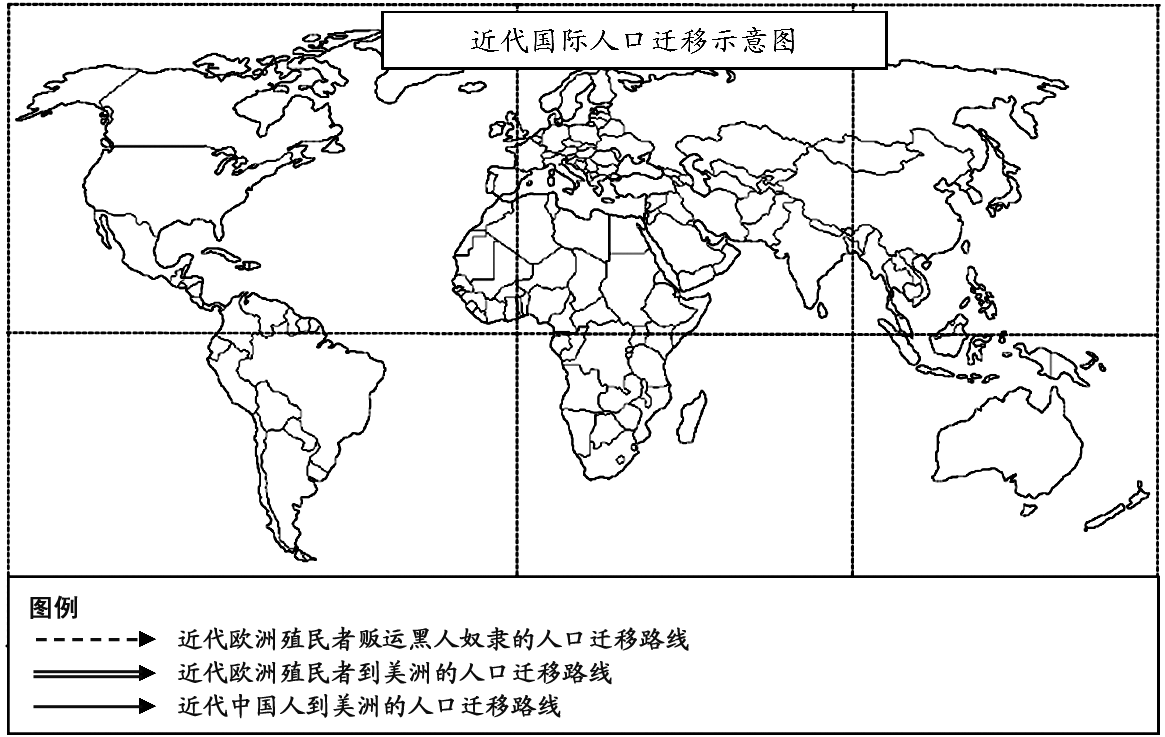 近代国际人口迁移示意图
图例
近代欧洲殖民者贩运黑人奴隶的人口迁移路线
近代欧洲殖民者到美洲的人口迁移路线
近代中国人到美洲的人口迁移路线